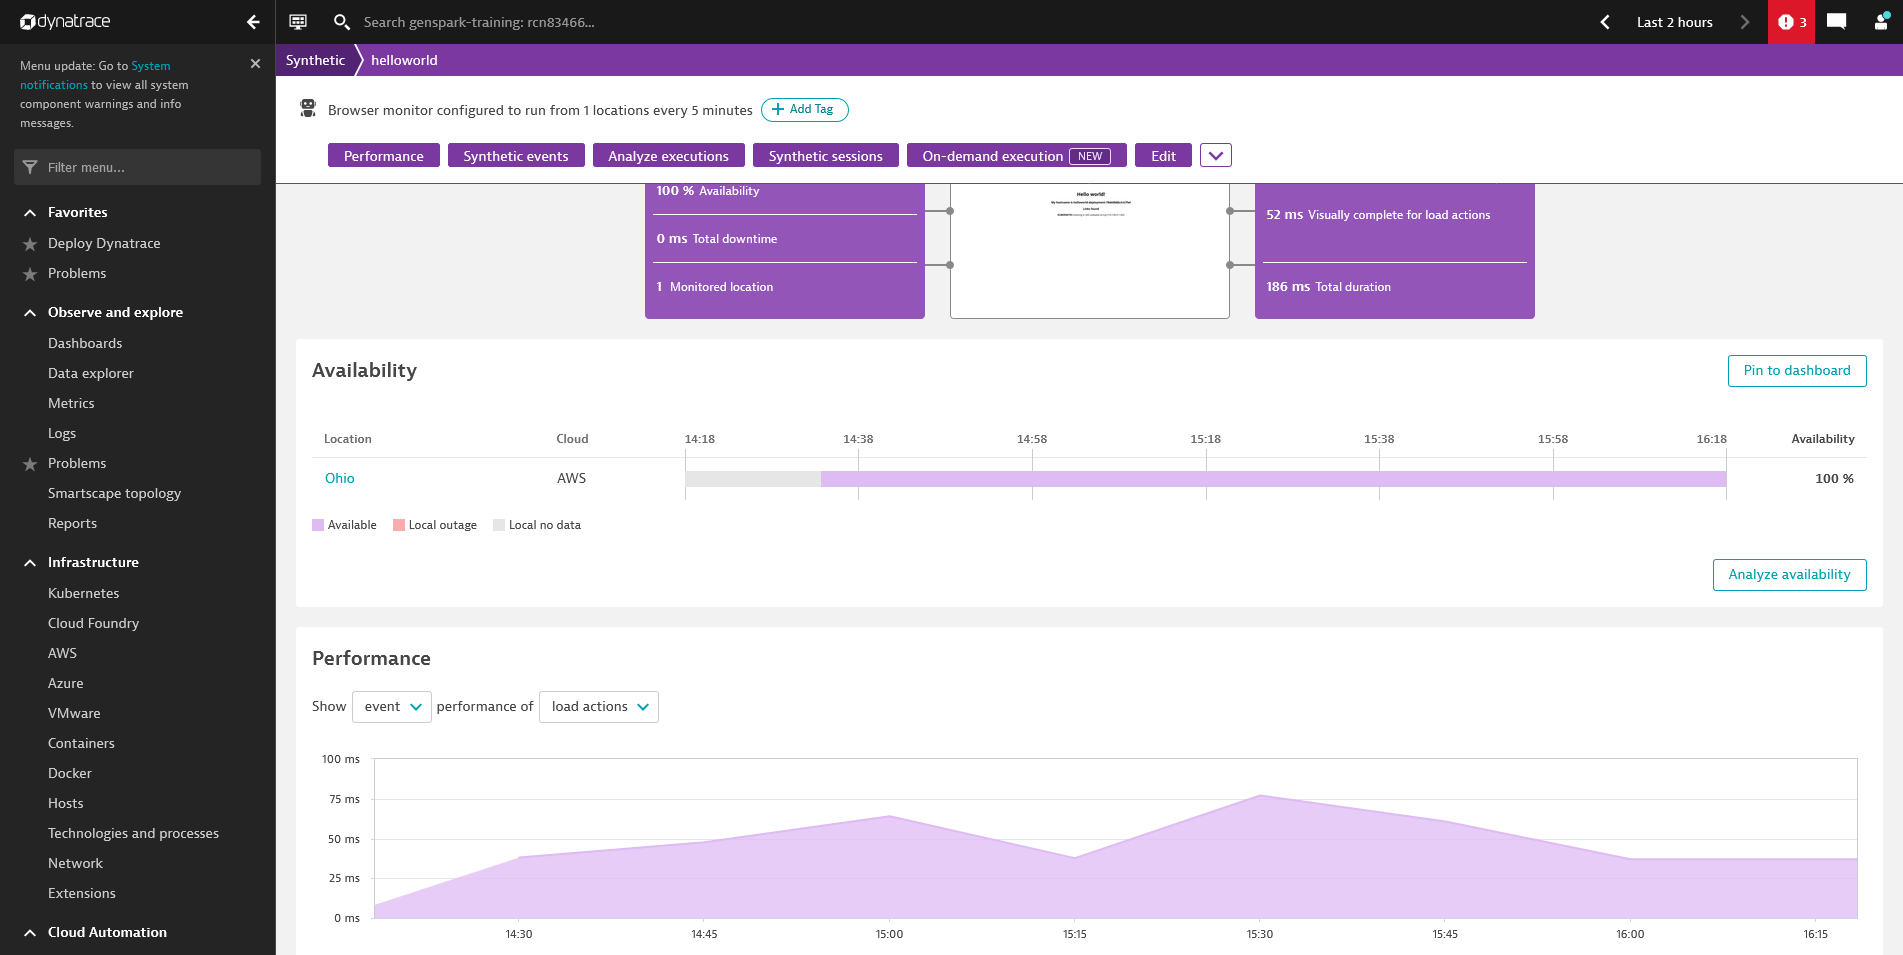 dynatrace
Search genspark-training: rcn83466...
Last 2 hours
3
Menu update: Go to System
notifications to view all system
component warnings and info
messages.
Filter menu...
Favorites
Deploy Dynatrace
Problems
Observe and explore
Dashboards
Data explorer
Metrics
Logs
Problems
Smartscape topology
Reports
Infrastructure
Kubernetes
Cloud Foundry
AWS
Azure
VMware
Containers
Docker
Hosts
Technologies and processes
Network
Extensions
Cloud Automation
Synthetic
helloworld
Browser monitor configured to run from 1 locations every 5 minutes
Add Tag
Performance
Synthetic events
Analyze executions
Synthetic sessions
On-demand execution NEW
Edit
100 % Availability
0 ms Total downtime
1 Monitored location
Hello world!
52 ms Visually complete for load actions
186 ms Total duration
Availability
Pin to dashboard
Location Cloud 14:18 14:38 14:58 15:18 15:38 15:58 16:18 Availability
Ohio AWS 100 %
Available Local outage Local no data
Analyze availability
Performance
Show event performance of load actions
100 ms
75 ms
50 ms
25 ms
0 ms
14:30 14:45 15:00 15:15 15:30 15:45 16:00 16:15